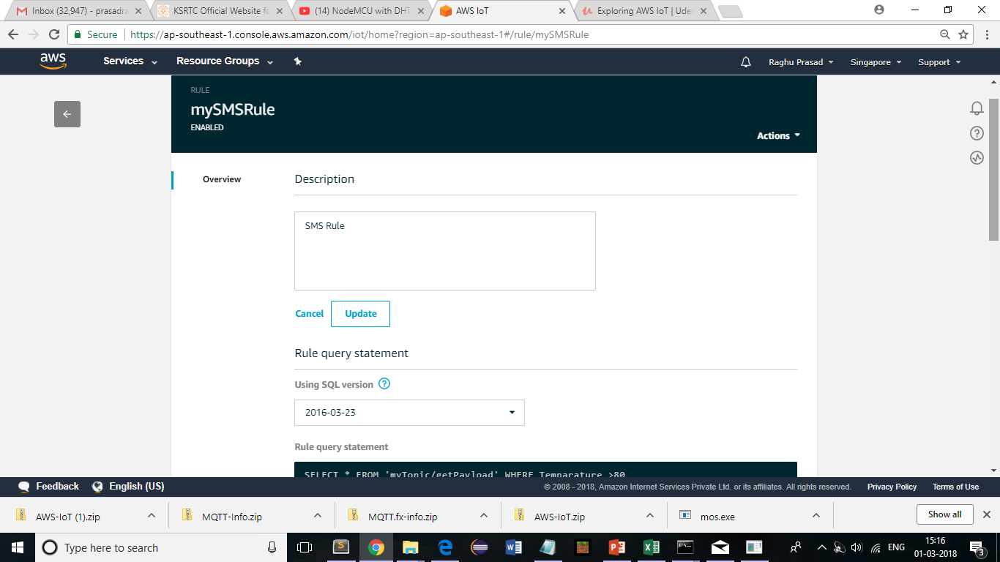 Inbox (32,947) - prasadra
KSRTC Official Website fo
(14) NodeMCU with DHT
AWS IoT
Exploring AWS IoT | Uder
Secure
https://ap-southeast-1.console.aws.amazon.com/iot/home?region=ap-southeast-1#/rule/mySMSRule
aws
Services
Resource Groups
Raghu Prasad
Singapore
Support
RULE
mySMSRule
ENABLED
Actions
Overview
Description
SMS Rule
Cancel
Update
Rule query statement
Using SQL version
2016-03-23
Rule query statement
SELECT * FROM 'myTopic/getPayload' WHERE Temparature >80
Feedback
English (US)
© 2008 - 2018, Amazon Internet Services Private Ltd. or its affiliates. All rights reserved.
Privacy Policy
Terms of Use
AWS-IoT (1).zip
MQTT-Info.zip
MQTT.fx-info.zip
AWS-IoT.zip
mos.exe
Show all
Type here to search
ENG
15:16
01-03-2018
3